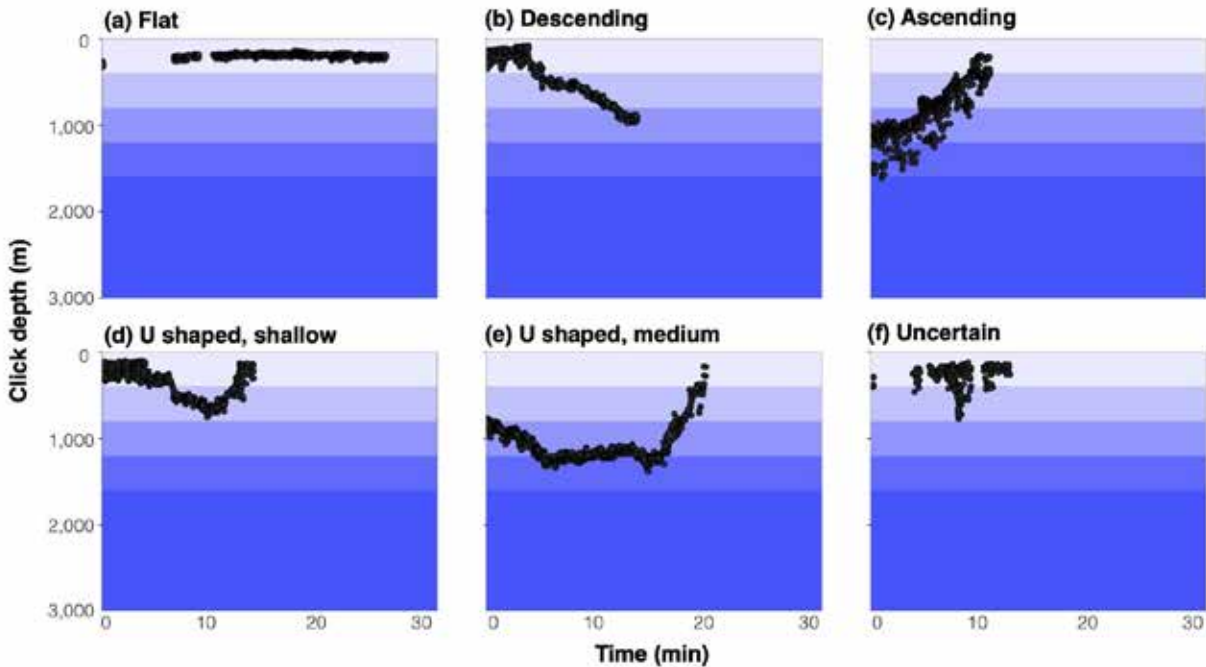 (a) Flat
(b) Descending
(c) Ascending
0
1,000
2,000
3,000
Click depth (m)
(d) U shaped, shallow
(e) U shaped, medium
(f) Uncertain
0
1,000
2,000
3,000
0 10 20 30
0 10 20 30
0 10 20 30
Time (min)